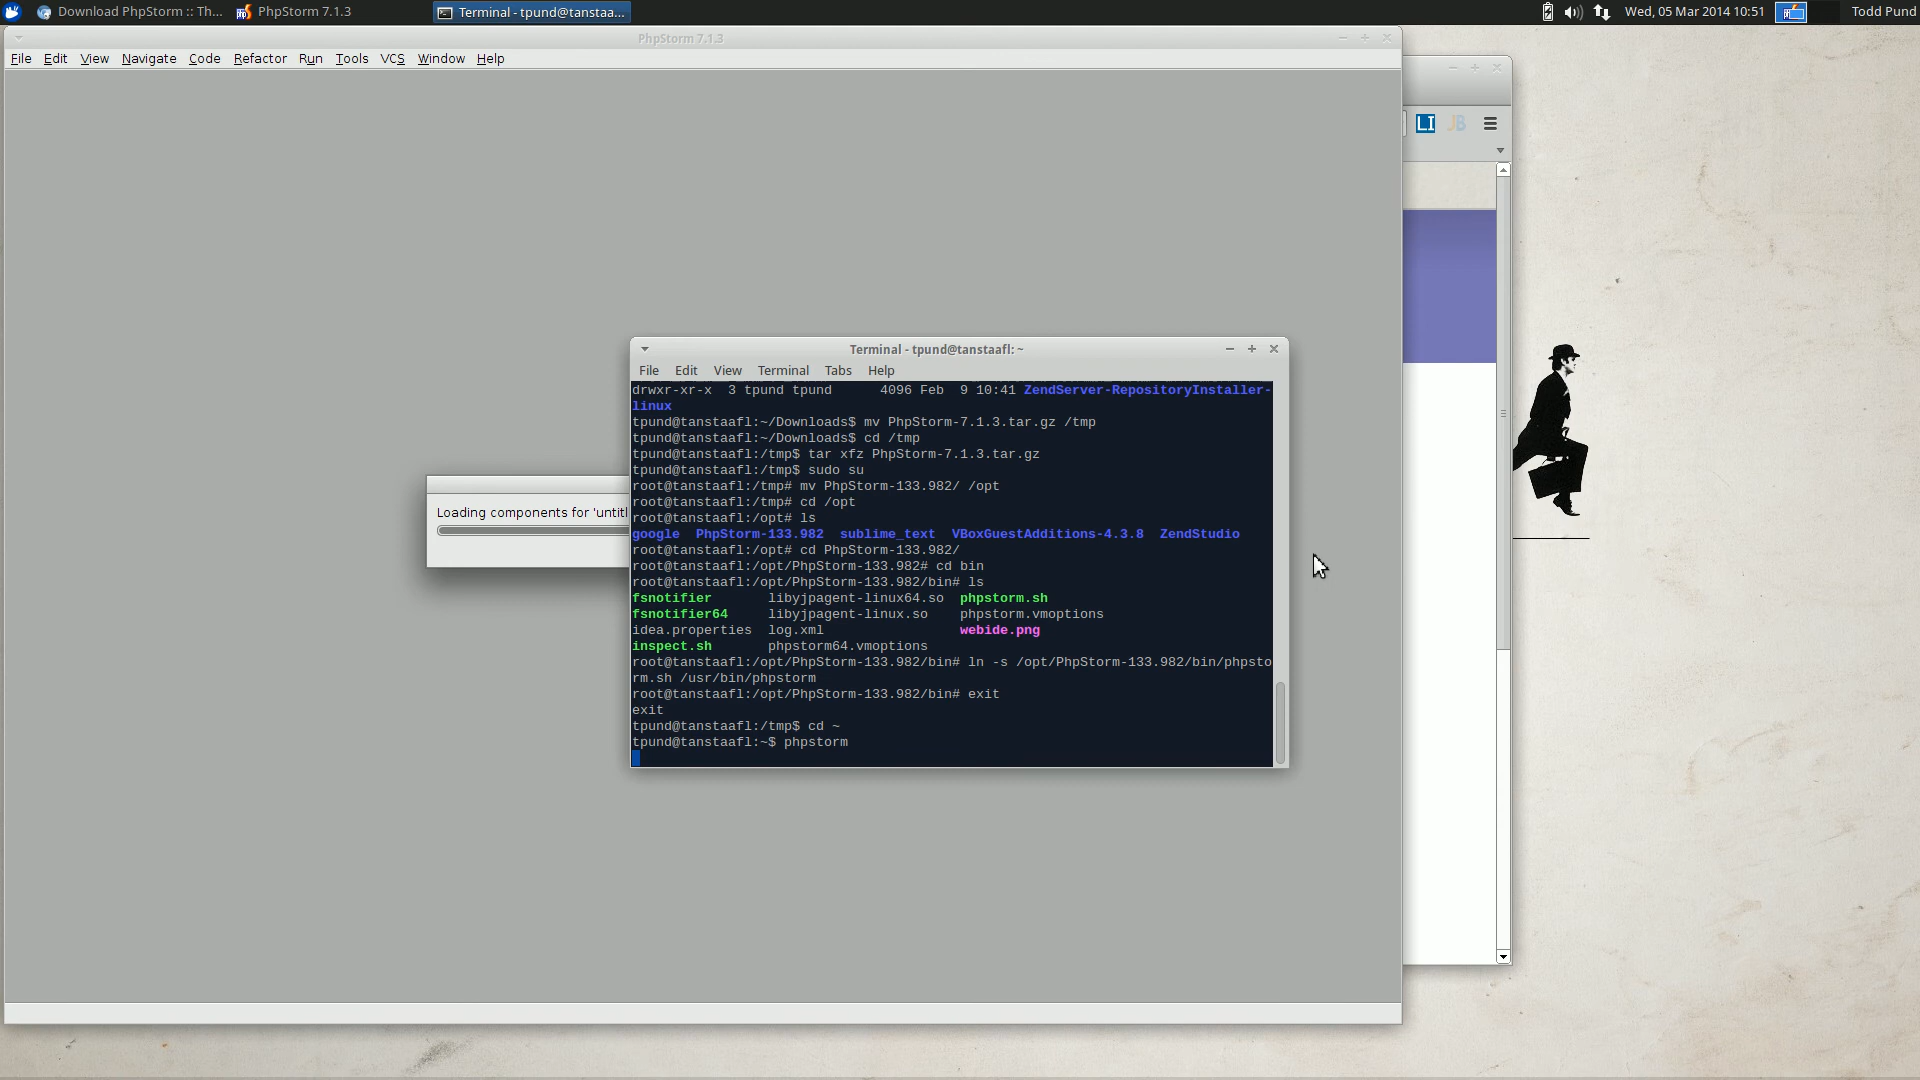 Download PhpStorm :: Th... PhpStorm 7.1.3 Terminal - tpund@tanstaa... Wed, 05 Mar 2014 10:51 Todd Pund
PhpStorm 7.1.3
File Edit View Navigate Code Refactor Run Tools VCS Window Help
LI JB
Loading components for 'untitl
Terminal - tpund@tanstaafl: ~
File Edit View Terminal Tabs Help
drwxr-xr-x  3 tpund tpund      4096 Feb  9 10:41 ZendServer-RepositoryInstaller-
linux
tpund@tanstaafl:~/Downloads$ mv PhpStorm-7.1.3.tar.gz /tmp
tpund@tanstaafl:~/Downloads$ cd /tmp
tpund@tanstaafl:/tmp$ tar xfz PhpStorm-7.1.3.tar.gz
tpund@tanstaafl:/tmp$ sudo su
root@tanstaafl:/tmp# mv PhpStorm-133.982/ /opt
root@tanstaafl:/tmp# cd /opt
root@tanstaafl:/opt# ls
google  PhpStorm-133.982  sublime_text  VBoxGuestAdditions-4.3.8  ZendStudio
root@tanstaafl:/opt# cd PhpStorm-133.982/
root@tanstaafl:/opt/PhpStorm-133.982# cd bin
root@tanstaafl:/opt/PhpStorm-133.982/bin# ls
fsnotifier       libyjpagent-linux64.so  phpstorm.sh
fsnotifier64     libyjpagent-linux.so    phpstorm.vmoptions
idea.properties  log.xml                 webide.png
inspect.sh       phpstorm64.vmoptions
root@tanstaafl:/opt/PhpStorm-133.982/bin# ln -s /opt/PhpStorm-133.982/bin/phpsto
rm.sh /usr/bin/phpstorm
root@tanstaafl:/opt/PhpStorm-133.982/bin# exit
exit
tpund@tanstaafl:/tmp$ cd ~
tpund@tanstaafl:~$ phpstorm